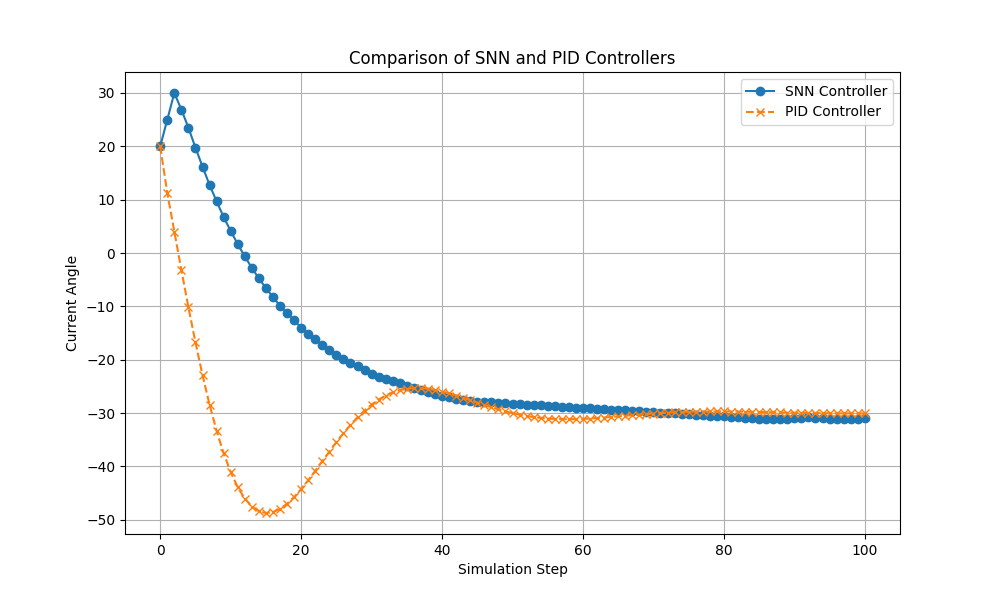 Comparison of SNN and PID Controllers
SNN Controller
PID Controller
Current Angle
30
20
10
0
−10
−20
−30
−40
−50
0 20 40 60 80 100
Simulation Step